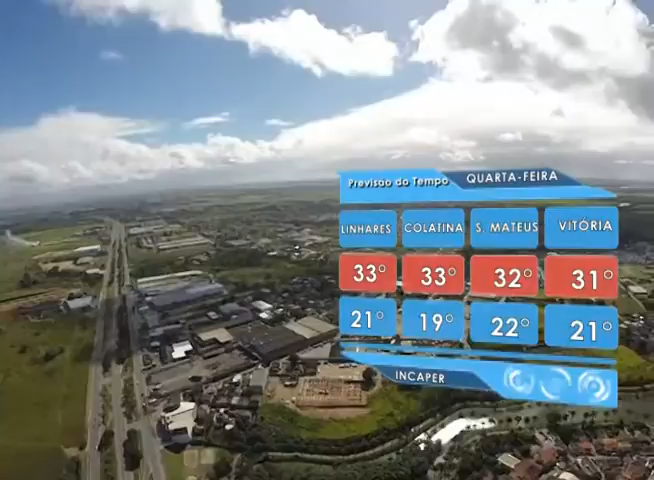 Previsão do Tempo QUARTA-FEIRA
LINHARES COLATINA S. MATEUS VITÓRIA
33° 33° 32° 31°
21° 19° 22° 21°
INCAPER